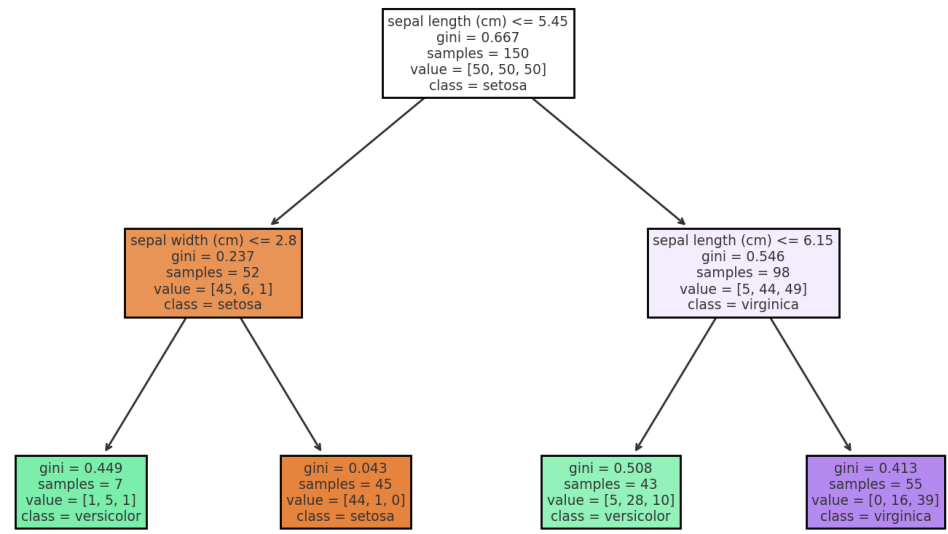 sepal length (cm) <= 5.45
gini = 0.667
samples = 150
value = [50, 50, 50]
class = setosa
sepal width (cm) <= 2.8
gini = 0.237
samples = 52
value = [45, 6, 1]
class = setosa
sepal length (cm) <= 6.15
gini = 0.546
samples = 98
value = [5, 44, 49]
class = virginica
gini = 0.449
samples = 7
value = [1, 5, 1]
class = versicolor
gini = 0.043
samples = 45
value = [44, 1, 0]
class = setosa
gini = 0.508
samples = 43
value = [5, 28, 10]
class = versicolor
gini = 0.413
samples = 55
value = [0, 16, 39]
class = virginica